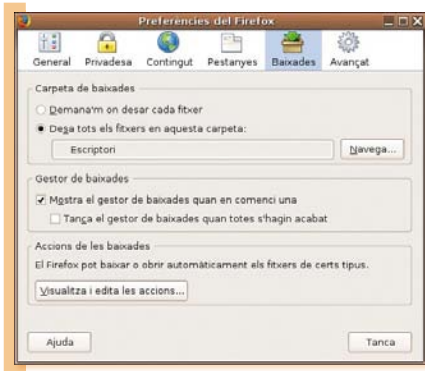 Preferències del Firefox
General Privadesa Contingut Pestanyes Baixades Avançat
Carpeta de baixades
Demana'm on desar cada fitxer
Desa tots els fitxers en aquesta carpeta:
Escriptori Navega...
Gestor de baixades
Mostra el gestor de baixades quan en comenci una
Tanca el gestor de baixades quan totes s'hagin acabat
Accions de les baixades
El Firefox pot baixar o obrir automàticament els fitxers de certs tipus.
Visualitza i edita les accions...
Ajuda Tanca